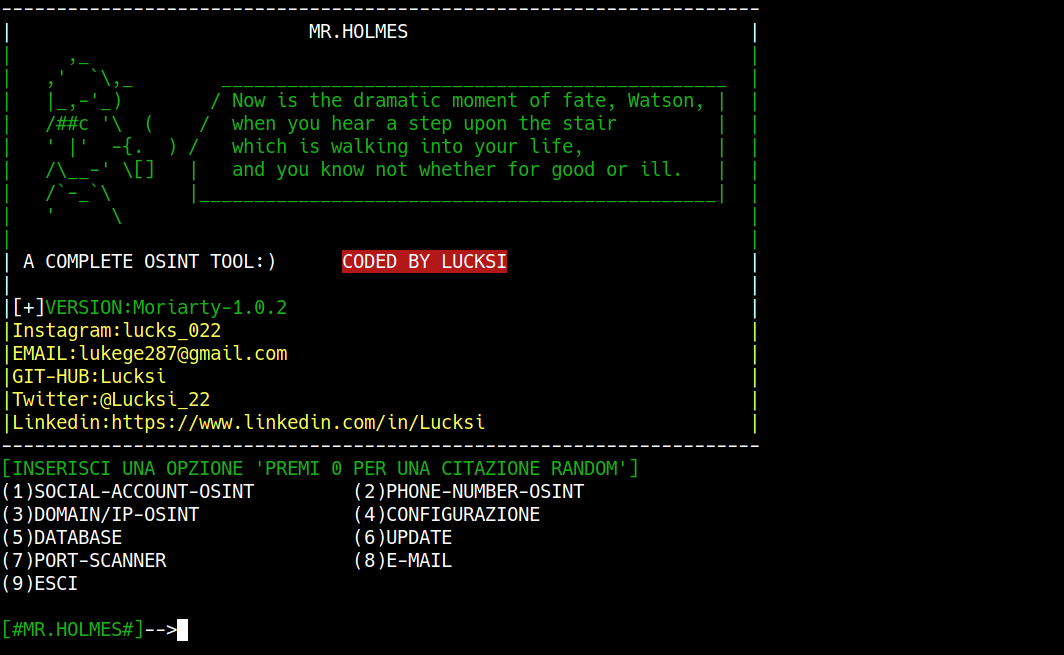 MR.HOLMES
Now is the dramatic moment of fate, Watson,
when you hear a step upon the stair
which is walking into your life,
and you know not whether for good or ill.
A COMPLETE OSINT TOOL:) CODED BY LUCKSI
[+]VERSION:Moriarty-1.0.2
Instagram:lucks_022
EMAIL:lukege287@gmail.com
GIT-HUB:Lucksi
Twitter:@Lucksi_22
Linkedin:https://www.linkedin.com/in/Lucksi
[INSERISCI UNA OPZIONE 'PREMI 0 PER UNA CITAZIONE RANDOM']
(1)SOCIAL-ACCOUNT-OSINT (2)PHONE-NUMBER-OSINT
(3)DOMAIN/IP-OSINT (4)CONFIGURAZIONE
(5)DATABASE (6)UPDATE
(7)PORT-SCANNER (8)E-MAIL
(9)ESCI
[#MR.HOLMES#]-->